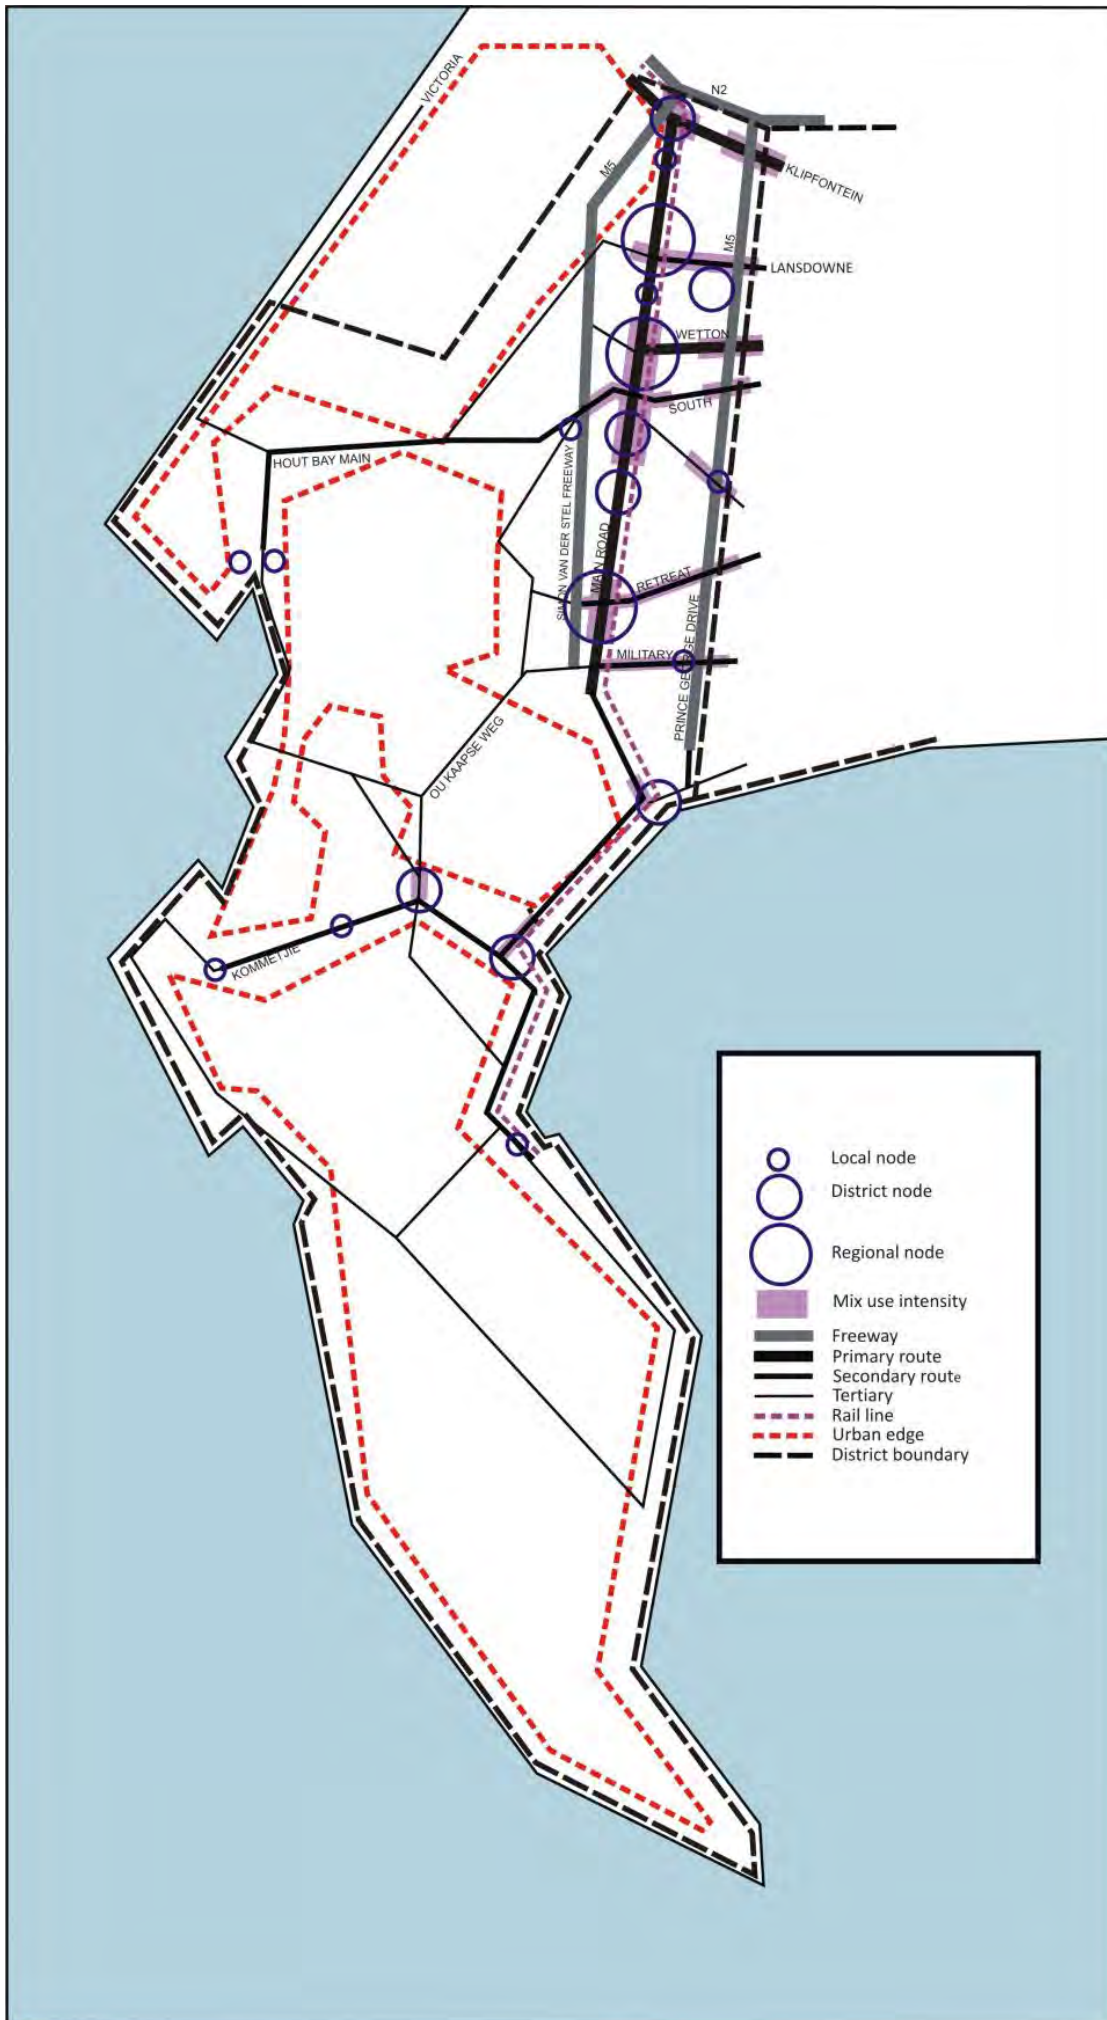 VICTORIA
N2
M5
KLIPFONTEIN
M5
LANSDOWNE
WETTON
SOUTH
HOUT BAY MAIN
SIMON VAN DER STEL FREEWAY
MAIN ROAD
RETREAT
PRINCE GEORGE DRIVE
MILITARY
OU KAAPSE WEG
KOMMETJIE
Local node
District node
Regional node
Mix use intensity
Freeway
Primary route
Secondary route
Tertiary
Rail line
Urban edge
District boundary